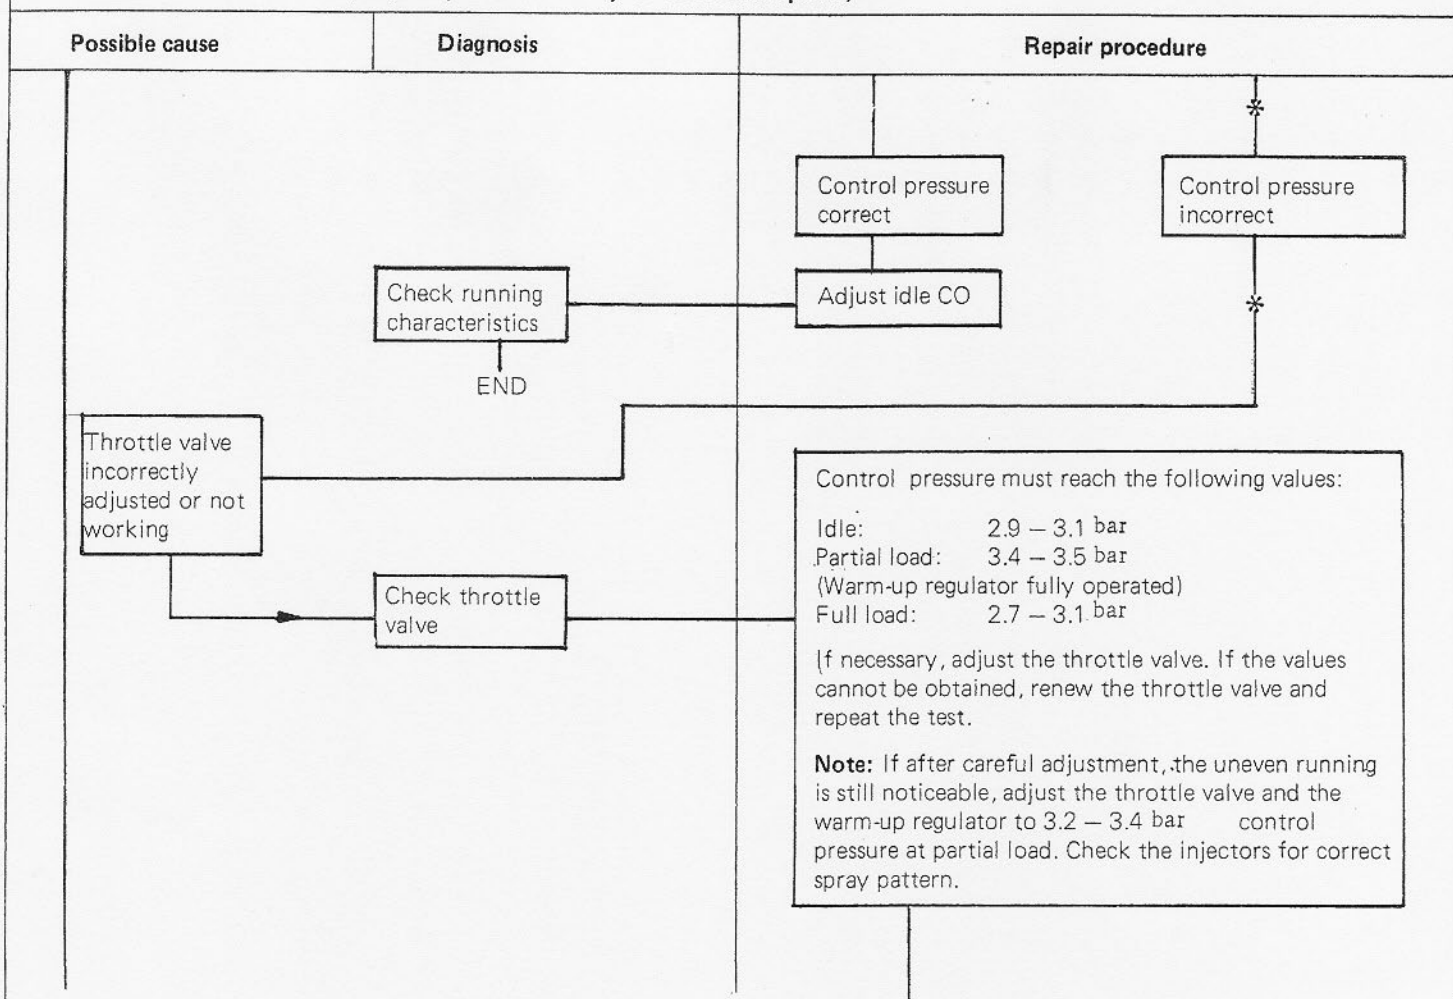 Possible cause
Diagnosis
Repair procedure
Control pressure
correct
Control pressure
incorrect
Check running
characteristics
Adjust idle CO
END
Throttle valve
incorrectly
adjusted or not
working
Control pressure must reach the following values:
Idle: 2.9 – 3.1 bar
Partial load: 3.4 – 3.5 bar
(Warm-up regulator fully operated)
Full load: 2.7 – 3.1 bar
Check throttle
valve
If necessary, adjust the throttle valve. If the values
cannot be obtained, renew the throttle valve and
repeat the test.
Note: If after careful adjustment, the uneven running
is still noticeable, adjust the throttle valve and the
warm-up regulator to 3.2 – 3.4 bar control
pressure at partial load. Check the injectors for correct
spray pattern.